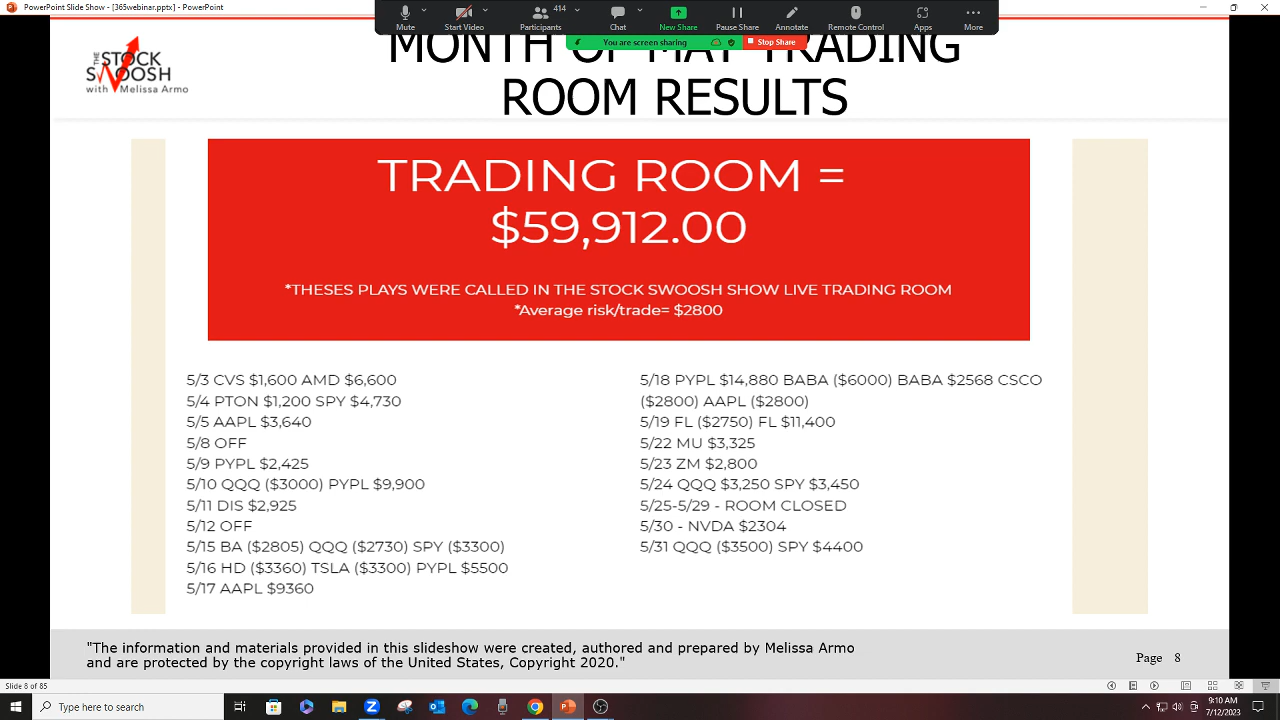 PowerPoint Slide Show - [365webinar.pptx] - PowerPoint
414
Mute
Start Video
Participants
Chat
New Share
Pause Share
Annotate
Remote Control
Apps
More
You are screen sharing
Stop Share
THE
STOCK
SWOOSH
with Melissa Armo
MONTH OF MAY TRADING
ROOM RESULTS
TRADING ROOM =
$59,912.00
*THESES PLAYS WERE CALLED IN THE STOCK SWOOSH SHOW LIVE TRADING ROOM
*Average risk/trade= $2800
5/3 CVS $1,600 AMD $6,600
5/4 PTON $1,200 SPY $4,730
5/5 AAPL $3,640
5/8 OFF
5/9 PYPL $2,425
5/10 QQQ ($3000) PYPL $9,900
5/11 DIS $2,925
5/12 OFF
5/15 BA ($2805) QQQ ($2730) SPY ($3300)
5/16 HD ($3360) TSLA ($3300) PYPL $5500
5/17 AAPL $9360
5/18 PYPL $14,880 BABA ($6000) BABA $2568 CSCO
($2800) AAPL ($2800)
5/19 FL ($2750) FL $11,400
5/22 MU $3,325
5/23 ZM $2,800
5/24 QQQ $3,250 SPY $3,450
5/25-5/29 - ROOM CLOSED
5/30 - NVDA $2304
5/31 QQQ ($3500) SPY $4400
"The information and materials provided in this slideshow were created, authored and prepared by Melissa Armo
and are protected by the copyright laws of the United States, Copyright 2020."
Page 8
Slide 8 of 85
Type here to search
9:10 AM
7/12/2023